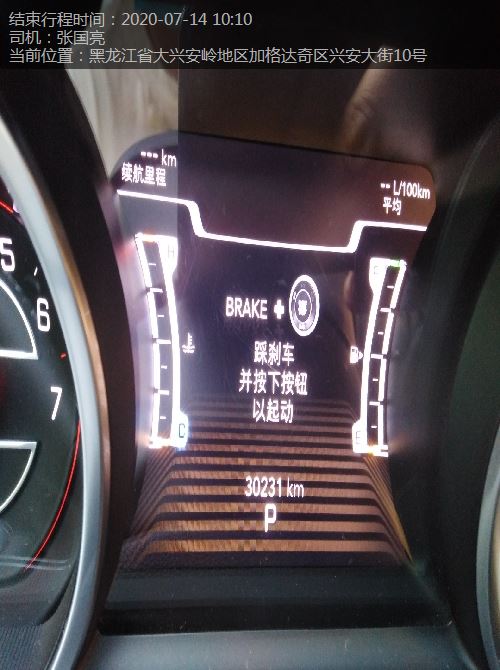 结束行程时间：2020-07-14 10:10
司机：张国亮
当前位置：黑龙江省大兴安岭地区加格达奇区兴安大街10号
--- km
续航里程
-- L/100km
平均
5
6
7
H
BRAKE +
踩刹车
并按下按钮
以起动
C
E
30231 km
P